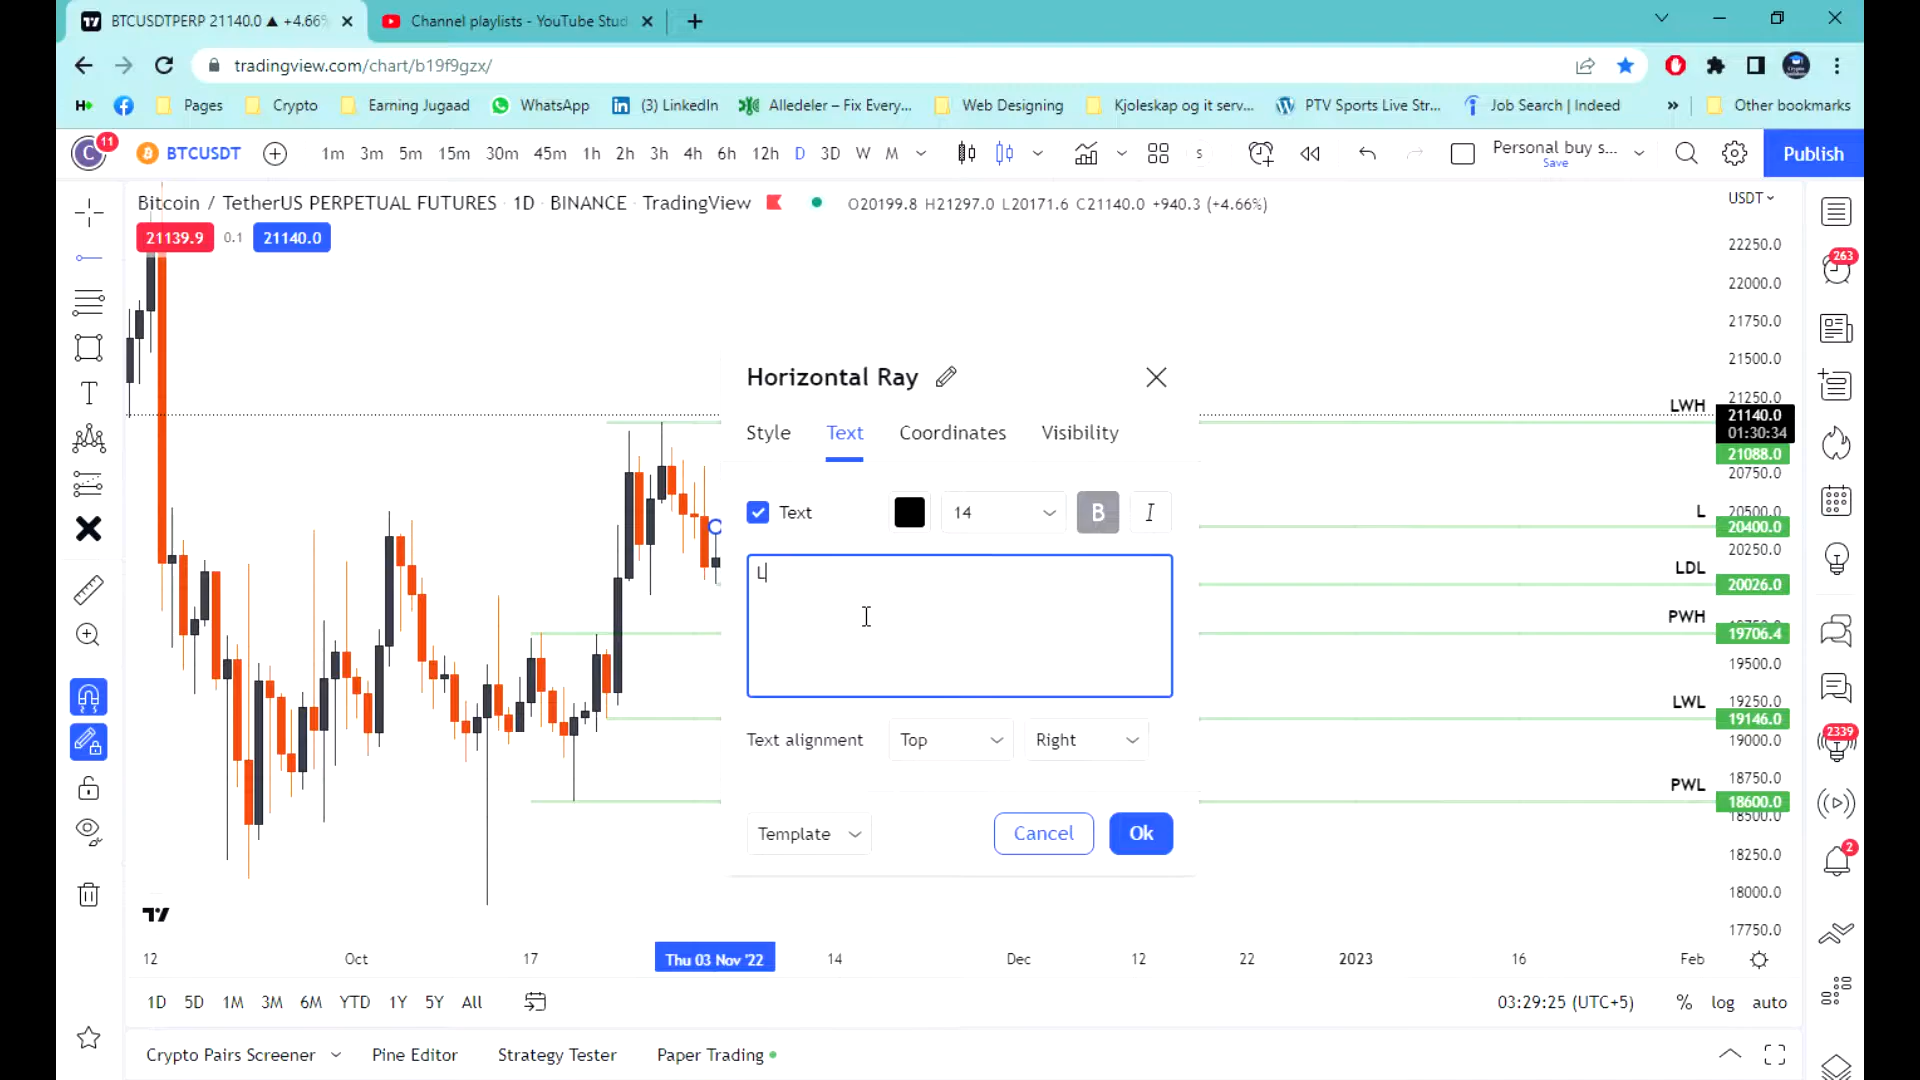 BTCUSDTPERP 21140.0 ▲ +4.66%
Channel playlists - YouTube Stud
tradingview.com/chart/b19f9gzx/
Pages
Crypto
Earning Jugaad
WhatsApp
(3) LinkedIn
Alledeler – Fix Every...
Web Designing
Kjoleskap og it serv...
PTV Sports Live Str...
Job Search | Indeed
»
Other bookmarks
C
11
BTCUSDT
1m 3m 5m 15m 30m 45m 1h 2h 3h 4h 6h 12h D 3D W M
s
Personal buy s...
Save
Publish
Bitcoin / TetherUS PERPETUAL FUTURES · 1D · BINANCE · TradingView
O20199.8 H21297.0 L20171.6 C21140.0 +940.3 (+4.66%)
USDT
21139.9 0.1 21140.0
22250.0
22000.0
21750.0
21500.0
21250.0
LWH
21140.0
01:30:34
21088.0
20750.0
20500.0
L
20400.0
20250.0
LDL
20026.0
PWH
19706.4
19500.0
19250.0
LWL
19146.0
19000.0
18750.0
PWL
18600.0
18500.0
18250.0
18000.0
17750.0
263
2339
2
Horizontal Ray
Style Text Coordinates Visibility
Text
14
B
I
L
Text alignment
Top
Right
Template
Cancel
Ok
12 Oct 17 Thu 03 Nov '22 14 Dec 12 22 2023 16 Feb
1D 5D 1M 3M 6M YTD 1Y 5Y All
03:29:25 (UTC+5)
% log auto
Crypto Pairs Screener
Pine Editor
Strategy Tester
Paper Trading